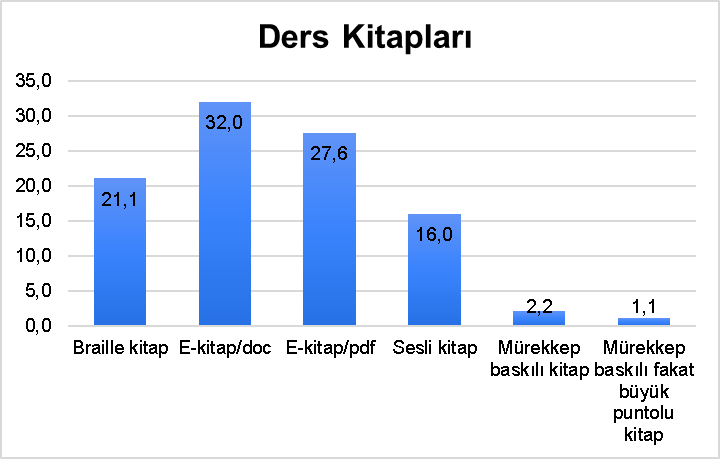 Ders Kitapları
35,0
30,0
25,0
20,0
15,0
10,0
5,0
0,0
21,1
32,0
27,6
16,0
2,2
1,1
Braille kitap
E-kitap/doc
E-kitap/pdf
Sesli kitap
Mürekkep
baskılı kitap
Mürekkep
baskılı fakat
büyük
puntolu
kitap